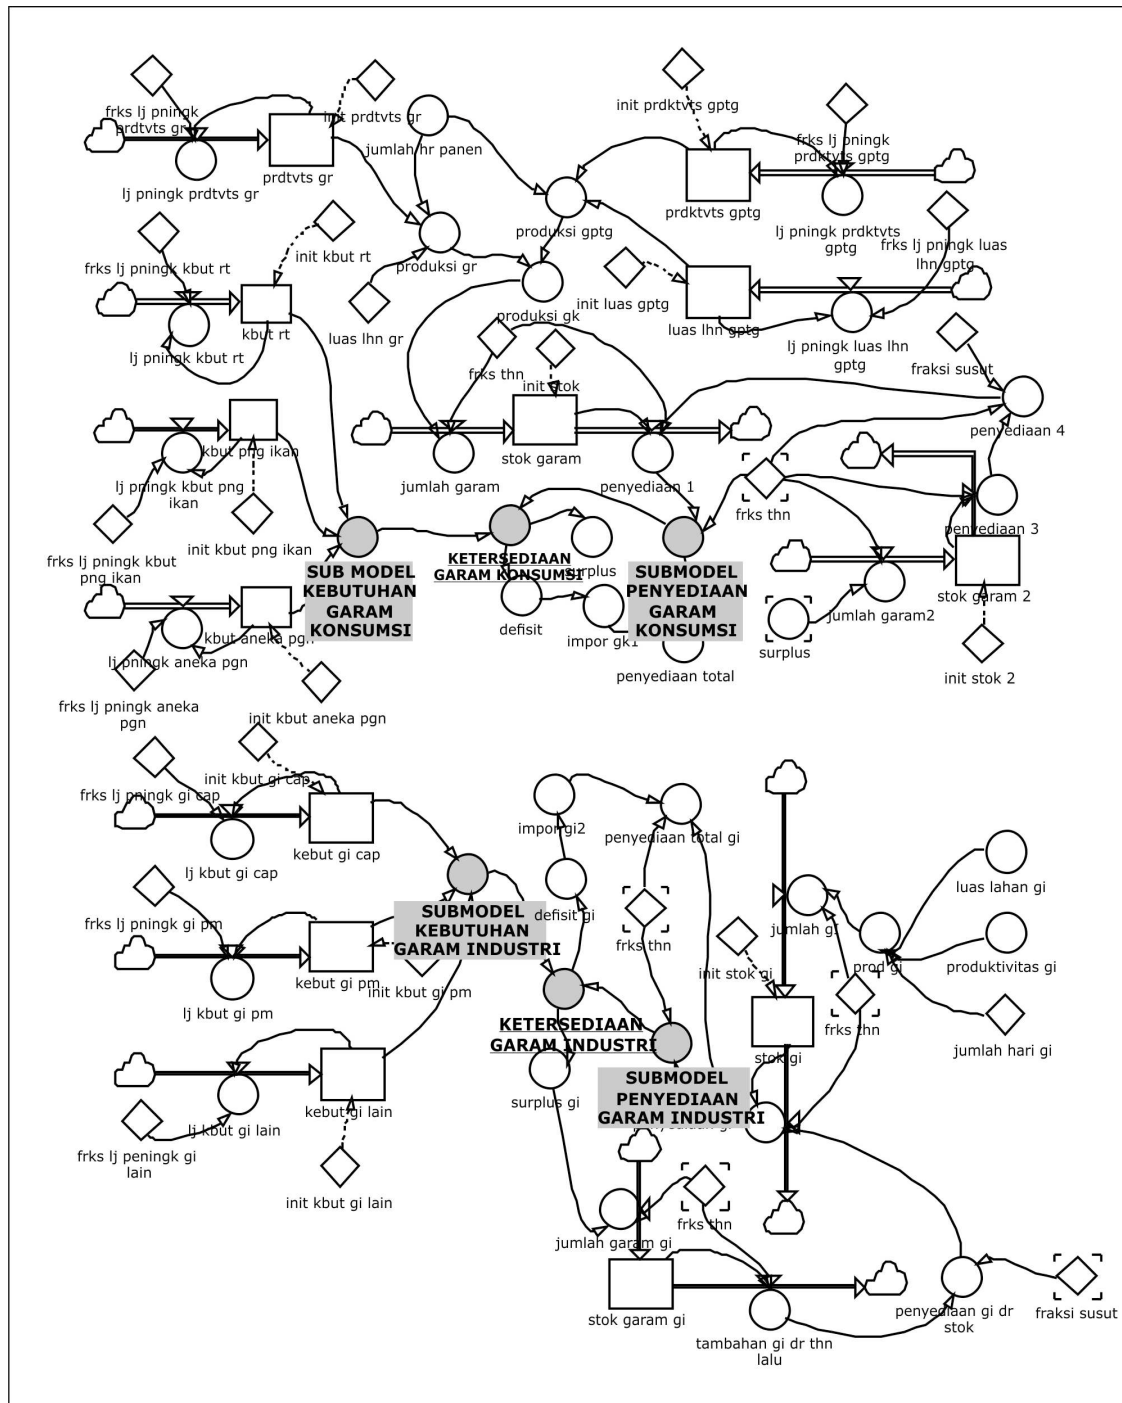 frks lj pningk
prdtvts gr
init prdtvts gr
lj pningk prdtvts gr
prdtvts gr
jumlah hr panen
init prdktvts gptg
frks lj pningk
prdktvts gptg
prdktvts gptg
lj pningk prdktvts
gptg
frks lj pningk luas
lhn gptg
produksi gptg
produksi gr
init kbut rt
frks lj pningk kbut rt
kbut rt
lj pningk kbut rt
luas lhn gr
produksi gk
init luas gptg
luas lhn gptg
lj pningk luas lhn
gptg
fraksi susut
frks thn
init stok
stok garam
jumlah garam
penyediaan 1
penyediaan 4
frks thn
penyediaan 3
kbut png ikan
lj pningk kbut png
ikan
init kbut png ikan
frks lj pningk kbut
png ikan
SUB MODEL
KEBUTUHAN
GARAM
KONSUMSI
KETERSEDIAAN
GARAM KONSUMSI
surplus
defisit
impor gk1
SUBMODEL
PENYEDIAAN
GARAM
KONSUMSI
penyediaan total
surplus
jumlah garam2
stok garam 2
init stok 2
kbut aneka pgn
lj pningk aneka pgn
frks lj pningk aneka
pgn
init kbut aneka pgn
init kbut gi cap
frks lj pningk gi cap
kebut gi cap
lj kbut gi cap
impor gi2
penyediaan total gi
luas lahan gi
frks lj pningk gi pm
kebut gi pm
lj kbut gi pm
init kbut gi pm
SUBMODEL
KEBUTUHAN
GARAM INDUSTRI
defisit gi
frks thn
jumlah gi
prod gi
produktivitas gi
init stok gi
frks thn
jumlah hari gi
KETERSEDIAAN
GARAM INDUSTRI
stok gi
surplus gi
SUBMODEL
PENYEDIAAN
GARAM INDUSTRI
penyediaan gi
kebut gi lain
lj kbut gi lain
frks lj peningk gi
lain
init kbut gi lain
frks thn
jumlah garam gi
stok garam gi
tambahan gi dr thn
lalu
penyediaan gi dr
stok
fraksi susut